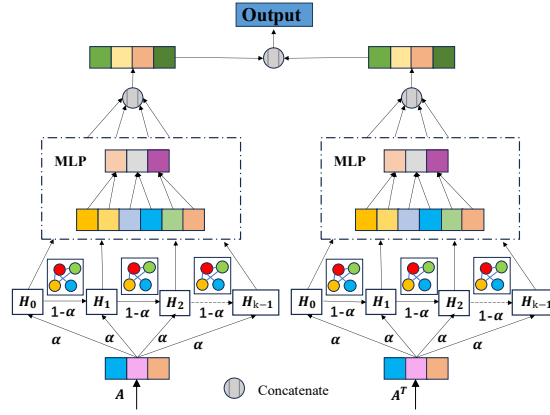 Output
MLP
MLP
H₀ H₁ H₂ Hₖ₋₁
1-α 1-α 1-α
α α α α
H₀ H₁ H₂ Hₖ₋₁
1-α 1-α 1-α
α α α α
A
Concatenate
Aᵀ